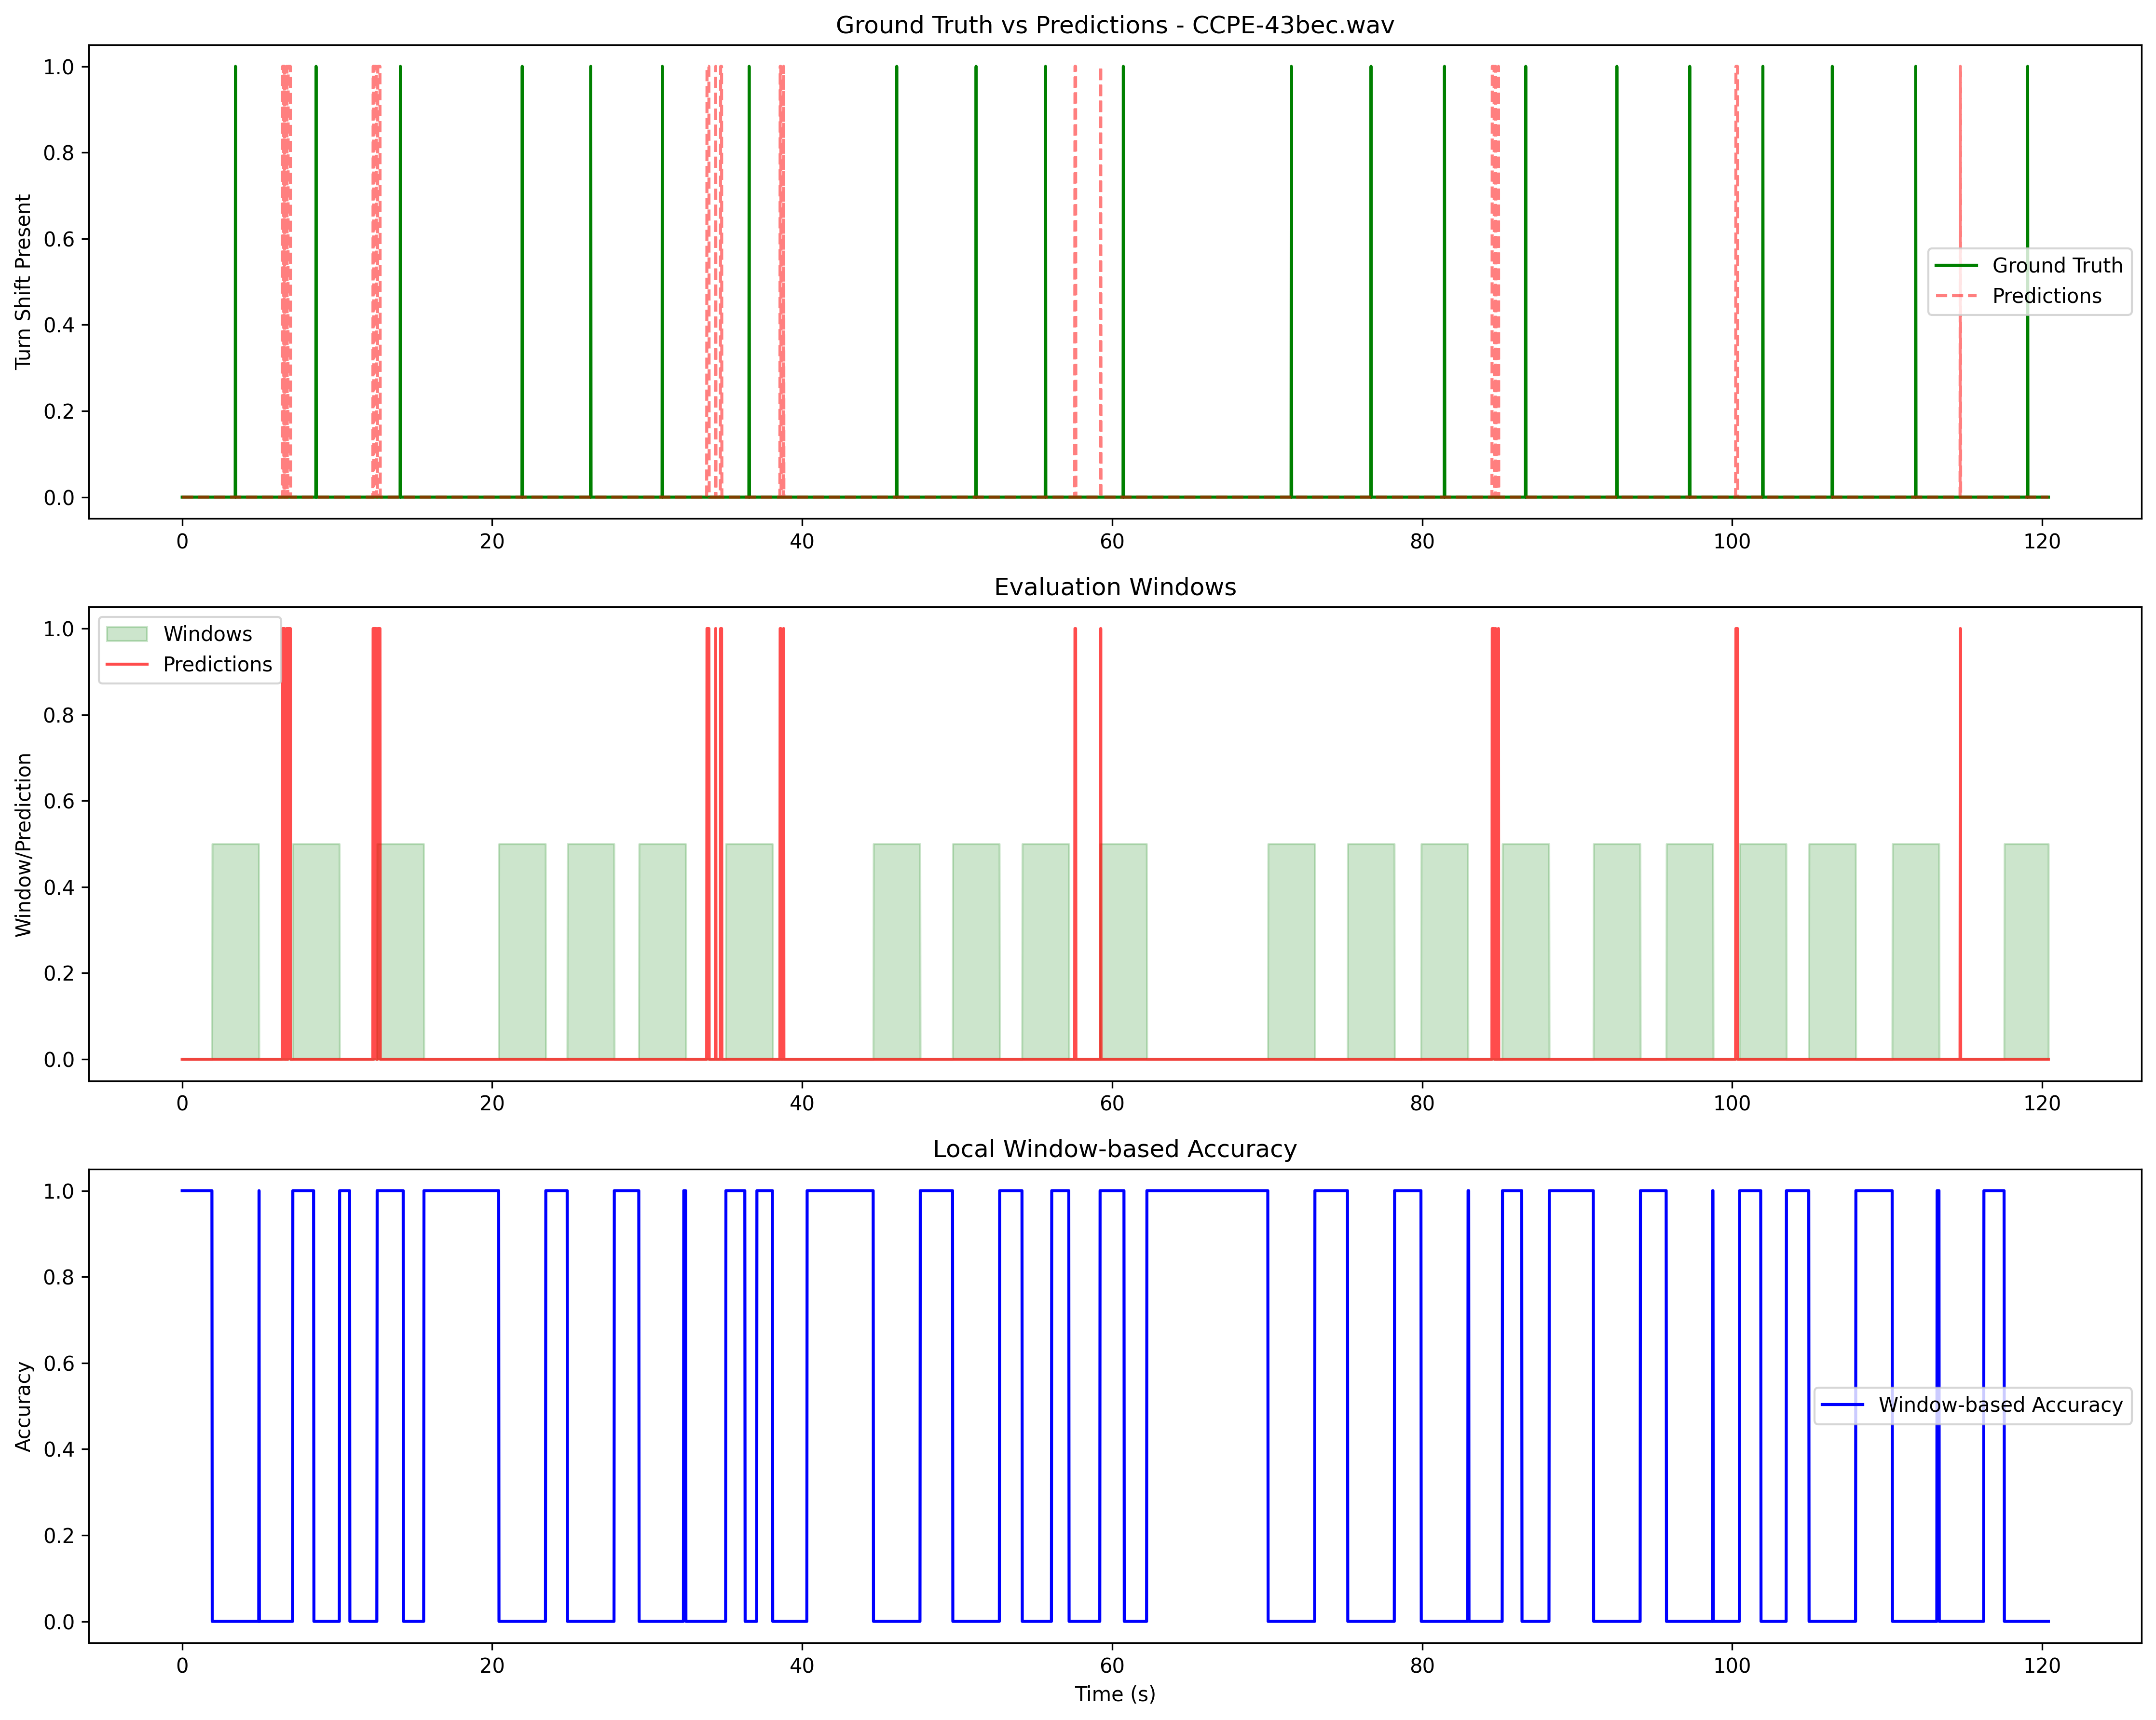 Ground Truth vs Predictions - CCPE-43bec.wav
Turn Shift Present
1.0
0.8
0.6
0.4
0.2
0.0
Ground Truth
Predictions
0 20 40 60 80 100 120
Evaluation Windows
Window/Prediction
1.0
0.8
0.6
0.4
0.2
0.0
Windows
Predictions
0 20 40 60 80 100 120
Local Window-based Accuracy
Accuracy
1.0
0.8
0.6
0.4
0.2
0.0
Window-based Accuracy
0 20 40 60 80 100 120
Time (s)